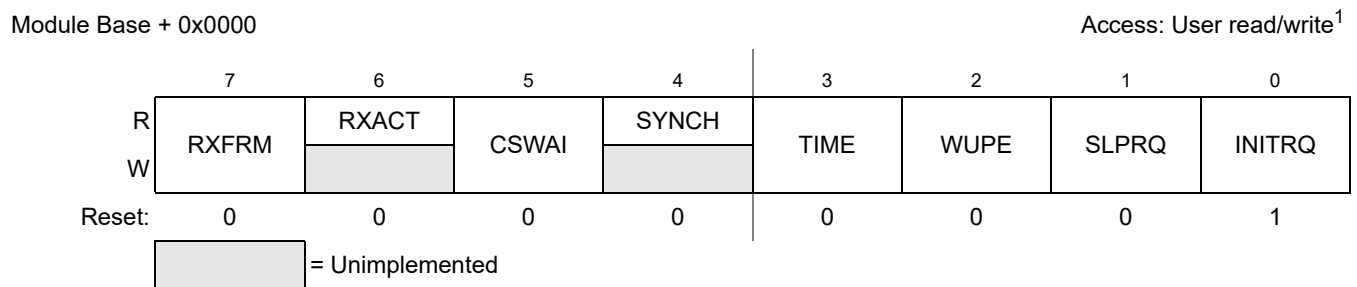 Module Base + 0x0000 Access: User read/write1
7 6 5 4 3 2 1 0
R RXFRM RXACT CSWAI SYNCH TIME WUPE SLPRQ INITRQ
W
Reset: 0 0 0 0 0 0 0 1
= Unimplemented